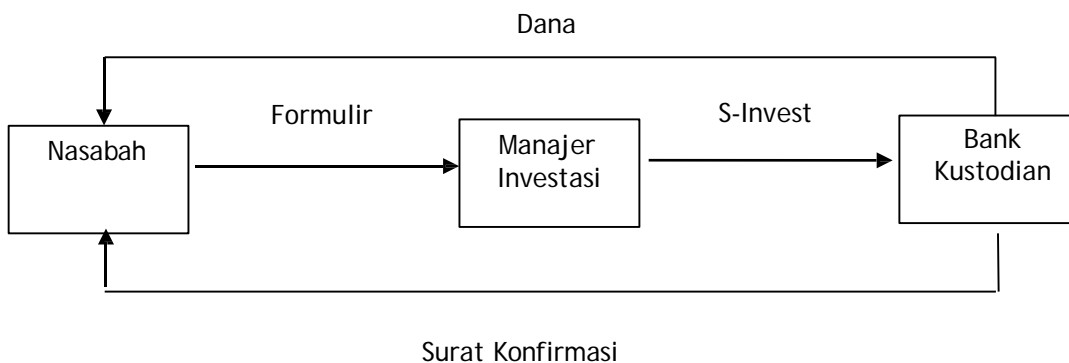 Dana
Formulir
S-Invest
Nasabah
Manajer
Investasi
Bank
Kustodian
Surat Konfirmasi